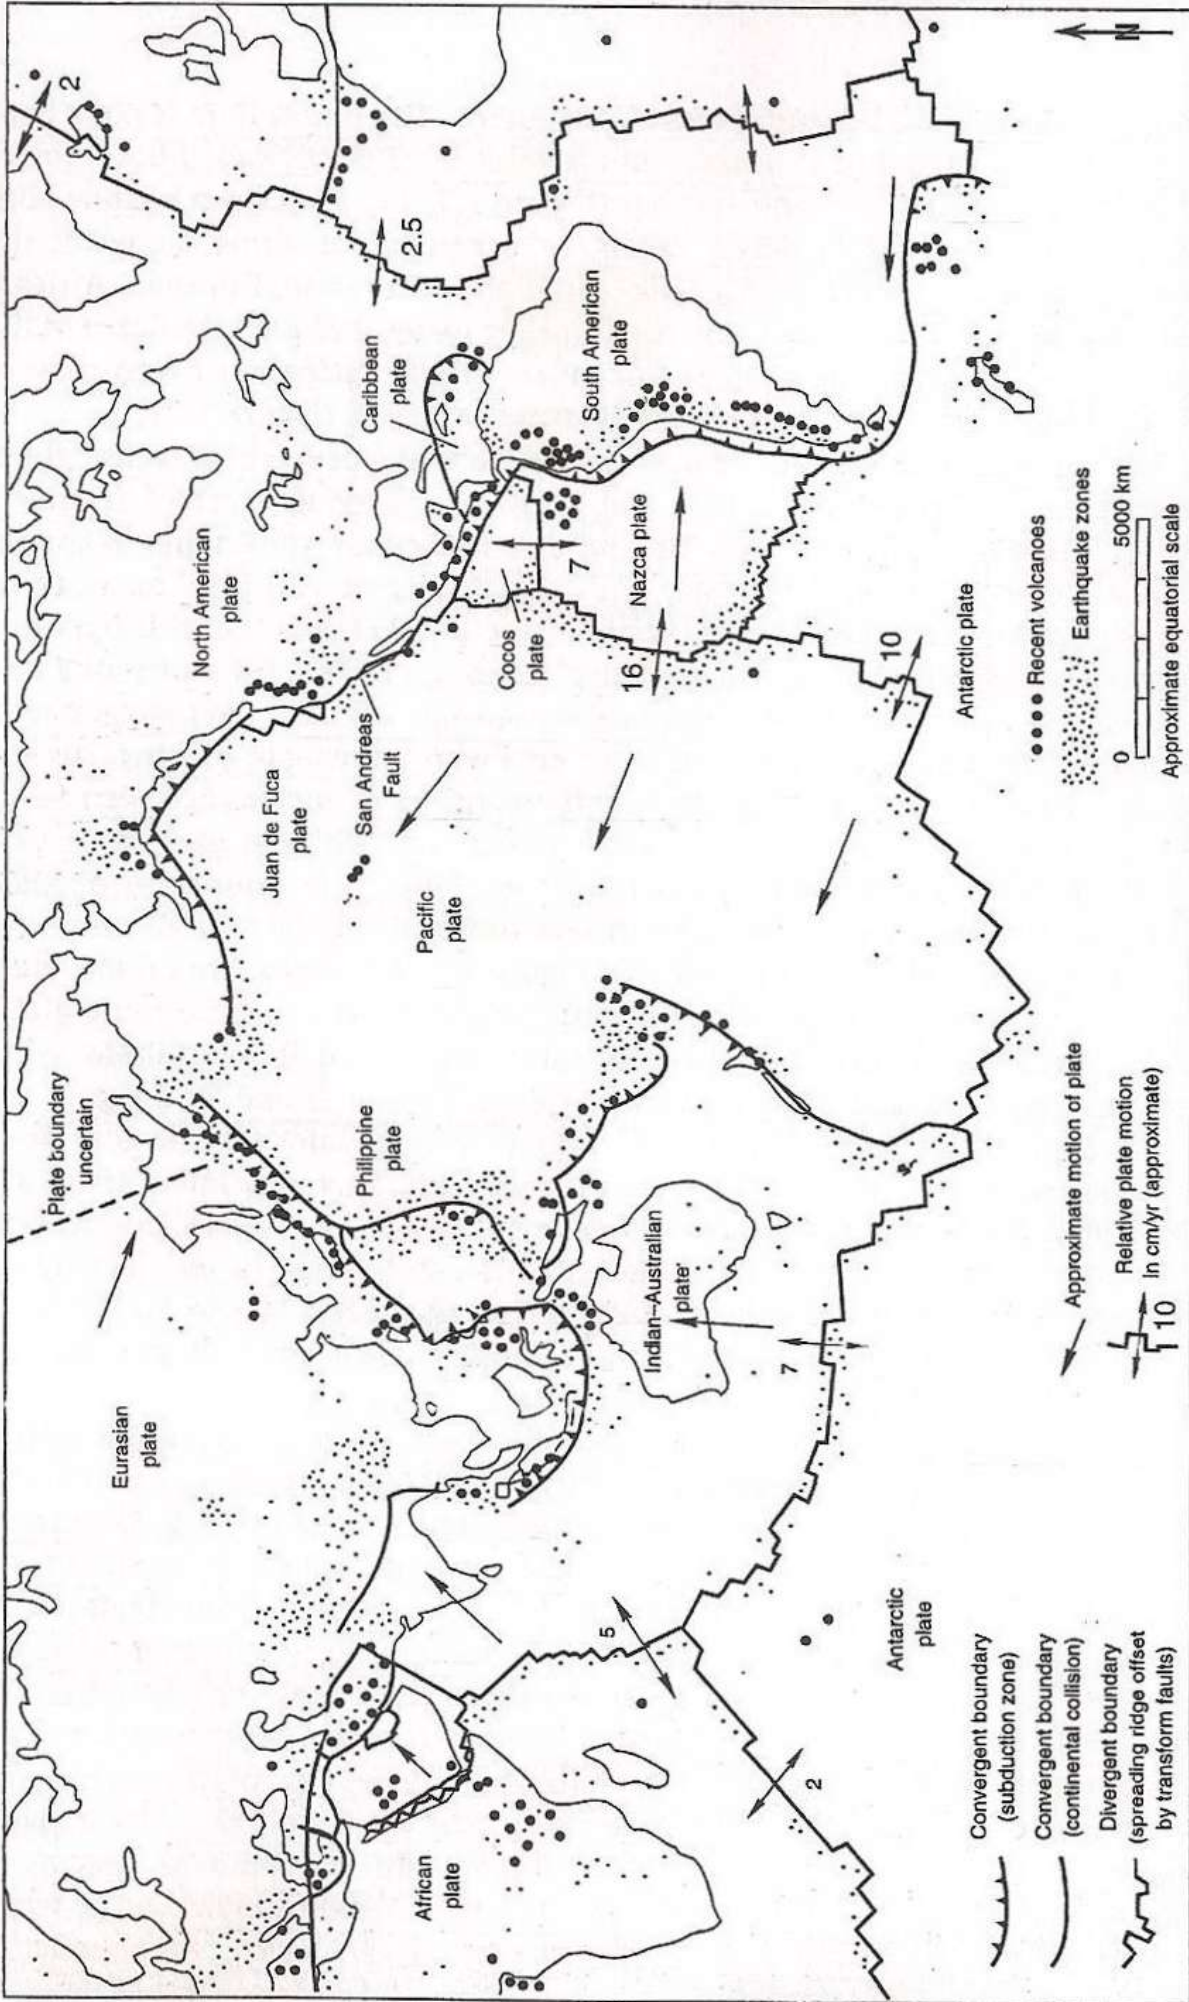 Plate boundary
uncertain
Eurasian
plate
North American
plate
Juan de Fuca
plate
San Andreas
Fault
Caribbean
plate
Philippine
plate
Pacific
plate
Cocos
plate
African
plate
Indian–Australian
plate
Nazca plate
South American
plate
Antarctic
plate
Antarctic plate
2
2.5
7
16
10
5
2
7
N
Convergent boundary
(subduction zone)
Convergent boundary
(continental collision)
Divergent boundary
(spreading ridge offset
by transform faults)
Approximate motion of plate
Relative plate motion
In cm/yr (approximate)
10
Recent volcanoes
Earthquake zones
0 5000 km
Approximate equatorial scale